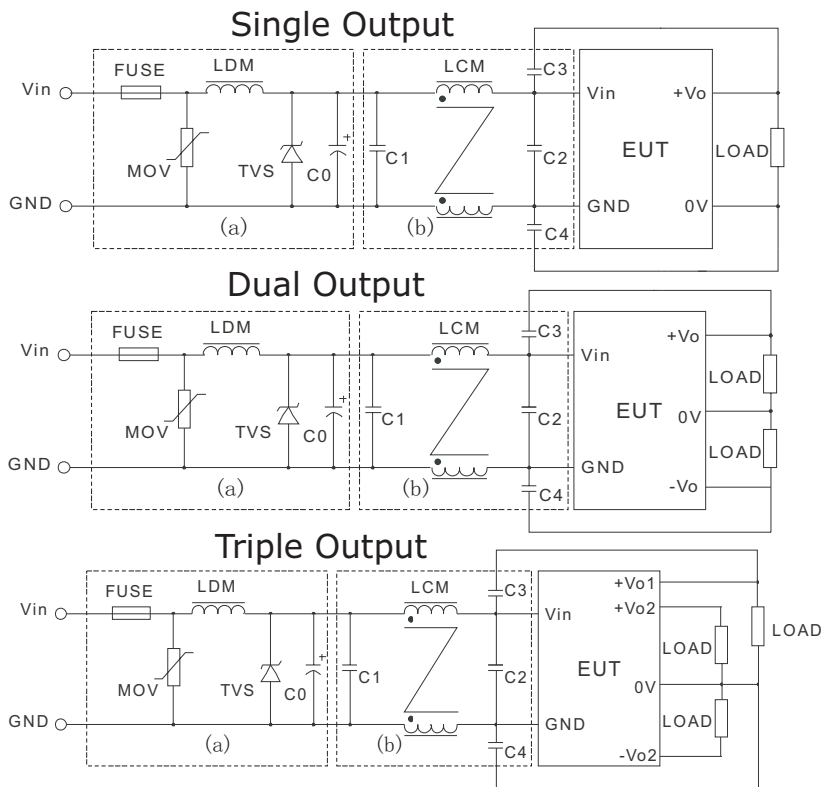 Single Output
FUSE LDM LCM C3
Vin Vin +Vo
MOV TVS C0 + C1 C2 EUT LOAD
GND GND 0V
(a) (b) C4
Dual Output
FUSE LDM LCM C3
Vin Vin +Vo
LOAD
MOV TVS C0 + C1 C2 EUT 0V
LOAD
GND GND
(a) (b) C4 -Vo
Triple Output
FUSE LDM LCM C3 +Vo1
Vin Vin +Vo2
LOAD
LOAD
MOV TVS C0 + C1 C2 EUT 0V
LOAD
GND GND
(a) (b) C4 -Vo2